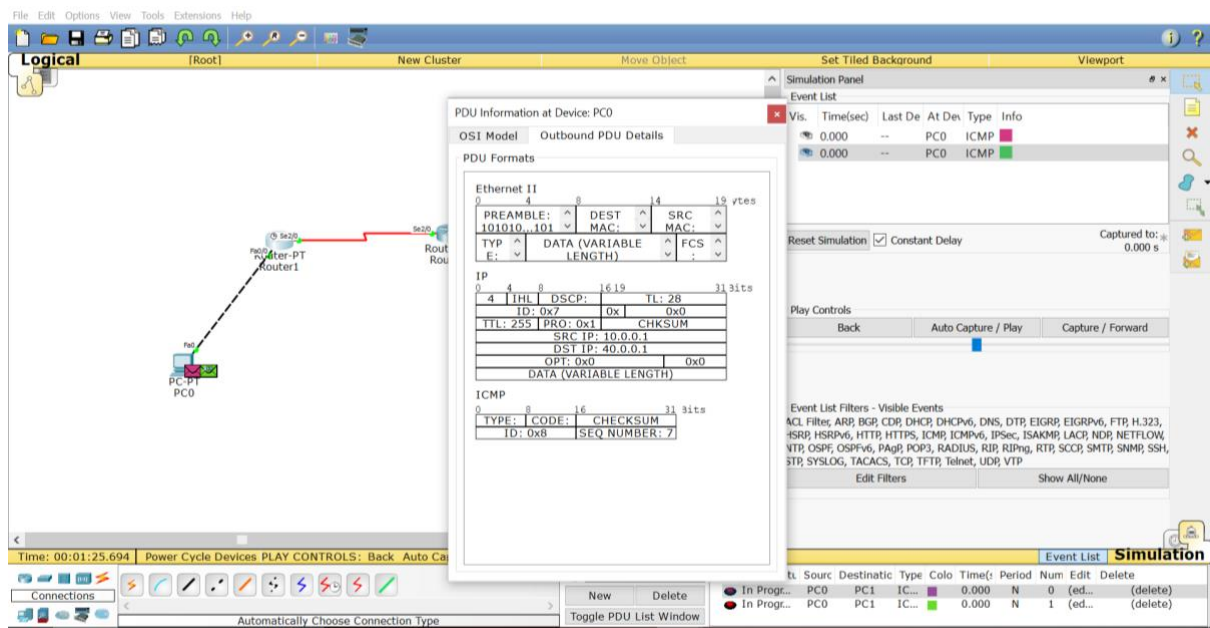 File Edit Options View Tools Extensions Help
Logical [Root] New Cluster Move Object Set Tiled Background Viewport
Simulation Panel
Event List
Vis. Time(sec) Last De At Dev Type Info
0.000 -- PC0 ICMP
0.000 -- PC0 ICMP
Reset Simulation Constant Delay Captured to:
0.000 s
Play Controls
Back Auto Capture / Play Capture / Forward
Event List Filters - Visible Events
ACL Filter, ARP, BGP, CDP, DHCP, DHCPv6, DNS, DTP, EIGRP, EIGRPv6, FTP, H.323,
HSRP, HSRPv6, HTTP, HTTPS, ICMP, ICMPv6, IPSec, ISAKMP, LACP, NDP, NETFLOW,
NTP, OSPF, OSPFv6, PAgP, POP3, RADIUS, RIP, RIPng, RTP, SCCP, SMTP, SNMP, SSH,
STP, SYSLOG, TACACS, TCP, TFTP, Telnet, UDP, VTP
Edit Filters Show All/None
PDU Information at Device: PC0
OSI Model Outbound PDU Details
PDU Formats
Ethernet II
0 4 8 14 19 ytes
PREAMBLE: DEST SRC
101010...101 MAC: MAC:
TYP DATA (VARIABLE FCS
E: LENGTH) :
IP
0 4 8 16 19 31 Bits
4 IHL DSCP: TL: 28
ID: 0x7 0x 0x0
TTL: 255 PRO: 0x1 CHKSUM
SRC IP: 10.0.0.1
DST IP: 40.0.0.1
OPT: 0x0 0x0
DATA (VARIABLE LENGTH)
ICMP
0 8 16 31 Bits
TYPE: CODE: CHECKSUM
ID: 0x8 SEQ NUMBER: 7
Se2/0 Se2/0
Fa0/0
Router1
Fa0
PC-PT
PC0
Time: 00:01:25.694 Power Cycle Devices PLAY CONTROLS: Back Auto Ca
Event List Simulation
Connections
Automatically Choose Connection Type
New Delete
Toggle PDU List Window
Sourc Destinatic Type Colo Time(s Period Num Edit Delete
In Progr... PC0 PC1 IC... 0.000 N 0 (ed... (delete)
In Progr... PC0 PC1 IC... 0.000 N 1 (ed... (delete)